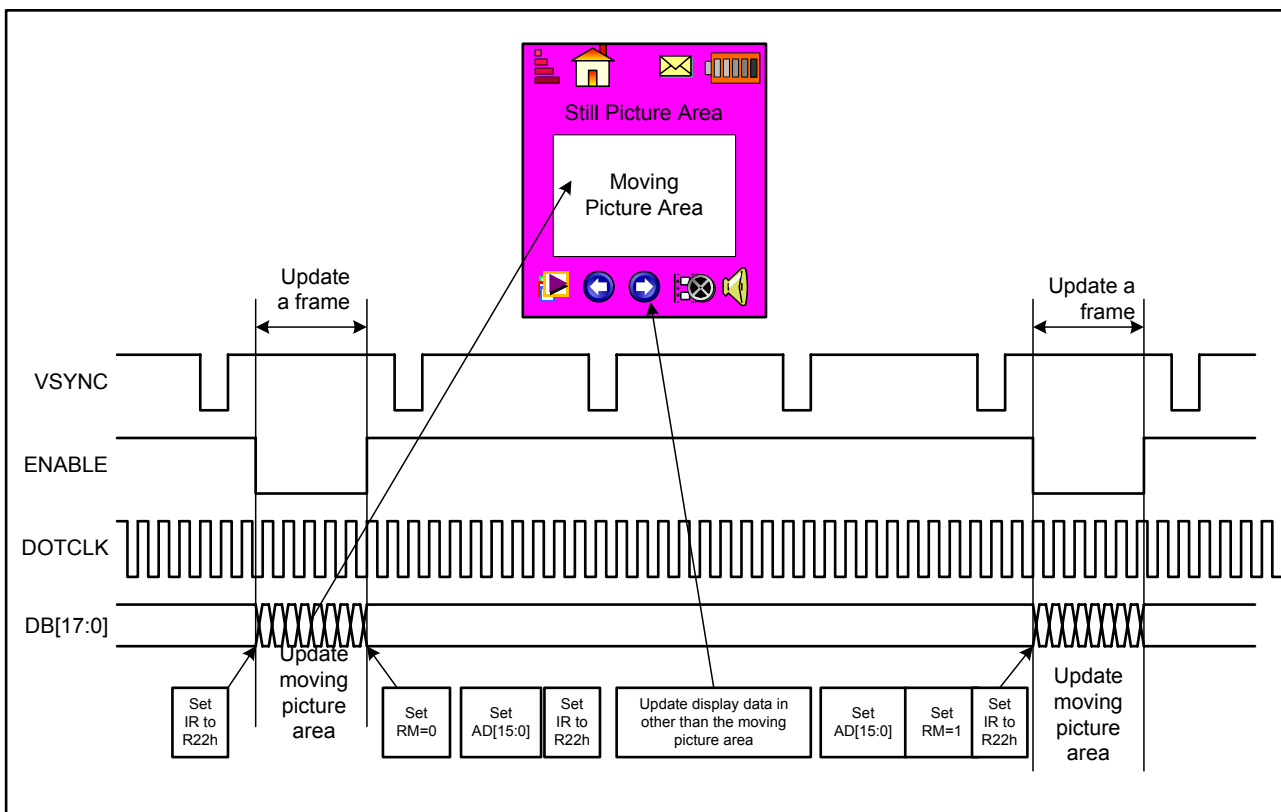 Still Picture Area
Moving
Picture Area
Update
a frame
Update a
frame
VSYNC
ENABLE
DOTCLK
DB[17:0]
Update
moving
picture
area
Update
moving
picture
area
Set
IR to
R22h
Set
RM=0
Set
AD[15:0]
Set
IR to
R22h
Update display data in
other than the moving
picture area
Set
AD[15:0]
Set
RM=1
Set
IR to
R22h